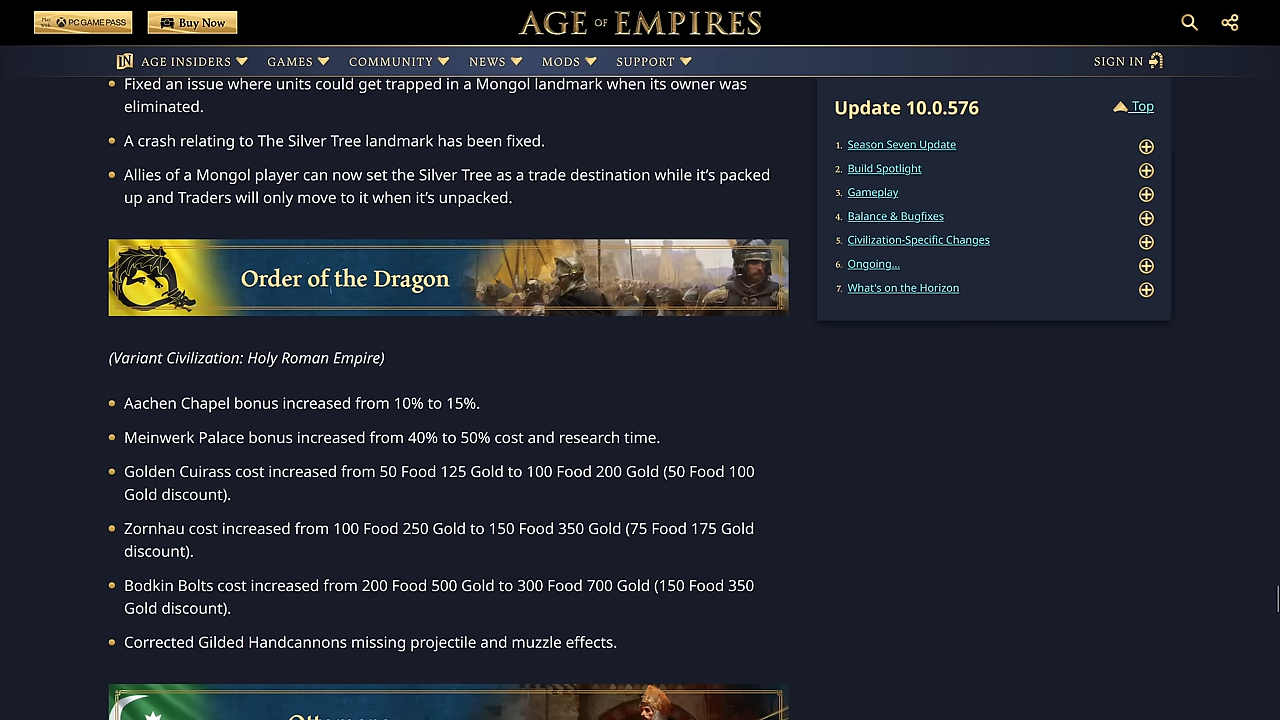 Play with PC GAME PASS
Buy Now
AGE OF EMPIRES
IN AGE INSIDERS GAMES COMMUNITY NEWS MODS SUPPORT SIGN IN
Fixed an issue where units could get trapped in a Mongol landmark when its owner was
eliminated.
A crash relating to The Silver Tree landmark has been fixed.
Allies of a Mongol player can now set the Silver Tree as a trade destination while it’s packed
up and Traders will only move to it when it’s unpacked.
Order of the Dragon
(Variant Civilization: Holy Roman Empire)
Aachen Chapel bonus increased from 10% to 15%.
Meinwerk Palace bonus increased from 40% to 50% cost and research time.
Golden Cuirass cost increased from 50 Food 125 Gold to 100 Food 200 Gold (50 Food 100
Gold discount).
Zornhau cost increased from 100 Food 250 Gold to 150 Food 350 Gold (75 Food 175 Gold
discount).
Bodkin Bolts cost increased from 200 Food 500 Gold to 300 Food 700 Gold (150 Food 350
Gold discount).
Corrected Gilded Handcannons missing projectile and muzzle effects.
Ottomans
Update 10.0.576
Top
1. Season Seven Update
2. Build Spotlight
3. Gameplay
4. Balance & Bugfixes
5. Civilization-Specific Changes
6. Ongoing...
7. What's on the Horizon